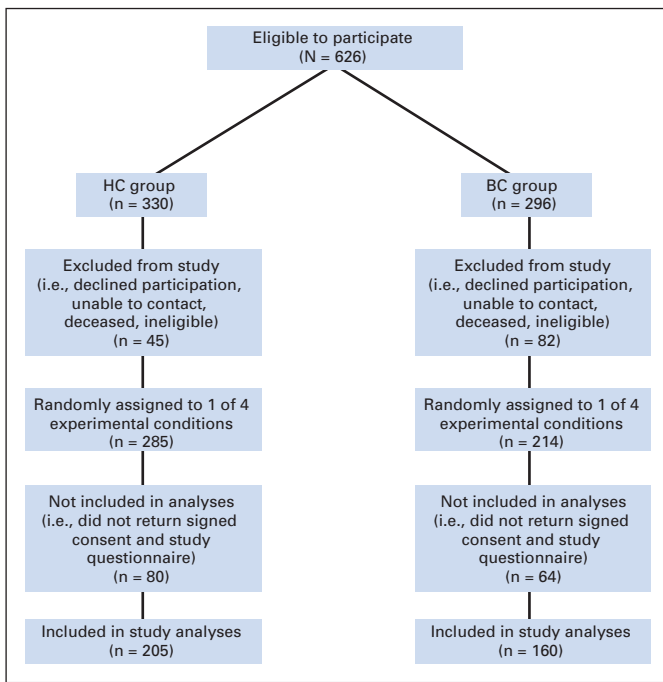 Eligible to participate
(N = 626)
HC group
(n = 330)
BC group
(n = 296)
Excluded from study
(i.e., declined participation,
unable to contact,
deceased, ineligible)
(n = 45)
Excluded from study
(i.e., declined participation,
unable to contact,
deceased, ineligible)
(n = 82)
Randomly assigned to 1 of 4
experimental conditions
(n = 285)
Randomly assigned to 1 of 4
experimental conditions
(n = 214)
Not included in analyses
(i.e., did not return signed
consent and study
questionnaire)
(n = 80)
Not included in analyses
(i.e., did not return signed
consent and study
questionnaire)
(n = 64)
Included in study analyses
(n = 205)
Included in study analyses
(n = 160)